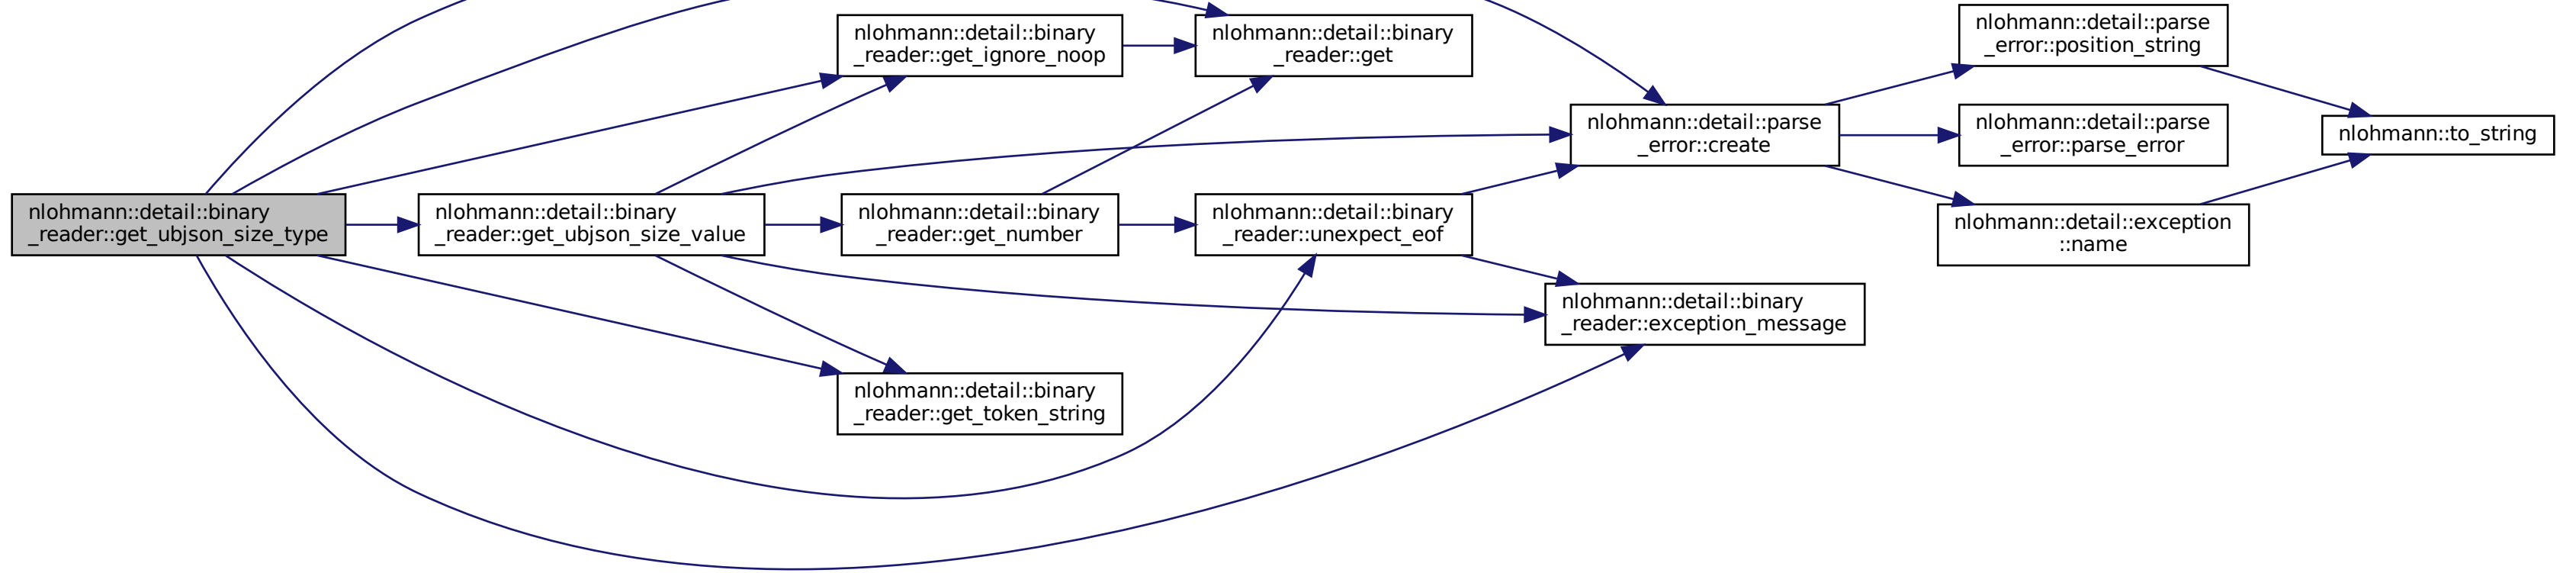 nlohmann::detail::binary
_reader::get_ubjson_size_type
nlohmann::detail::binary
_reader::get_ubjson_size_value
nlohmann::detail::binary
_reader::get_ignore_noop
nlohmann::detail::binary
_reader::get_number
nlohmann::detail::binary
_reader::get_token_string
nlohmann::detail::binary
_reader::get
nlohmann::detail::binary
_reader::unexpect_eof
nlohmann::detail::parse
_error::create
nlohmann::detail::binary
_reader::exception_message
nlohmann::detail::parse
_error::position_string
nlohmann::detail::parse
_error::parse_error
nlohmann::detail::exception
::name
nlohmann::to_string